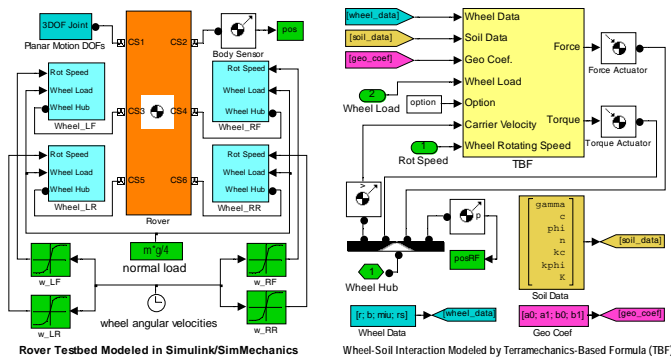 3DOF Joint
Planar Motion DOFs
CS1
CS2
Body Sensor
pos
Rot Speed
Wheel Load
Wheel Hub
Wheel_LF
CS3
CS4
Rot Speed
Wheel Load
Wheel Hub
Wheel_RF
Rot Speed
Wheel Load
Wheel Hub
Wheel_LR
CS5
CS6
Rot Speed
Wheel Load
Wheel Hub
Wheel_RR
Rover
m*g/4
normal load
w_LF
w_RF
wheel angular velocities
w_LR
w_RR
Rover Testbed Modeled in Simulink/SimMechanics
[wheel_data]
[soil_data]
[geo_coef]
2
Wheel Load
option
1
Rot Speed
Wheel Data
Soil Data
Geo Coef.
Wheel Load
Option
Carrier Velocity
Wheel Rotating Speed
Force
Torque
TBF
Force Actuator
Torque Actuator
v
p
posRF
1
Wheel Hub
gamma
c
phi
n
kc
kphi
K
Soil Data
[soil_data]
[r; b; miu; rs]
Wheel Data
[wheel_data]
[a0; a1; b0; b1]
Geo Coef
[geo_coef]
Wheel-Soil Interaction Modeled by Terramechanics-Based Formula (TBF)